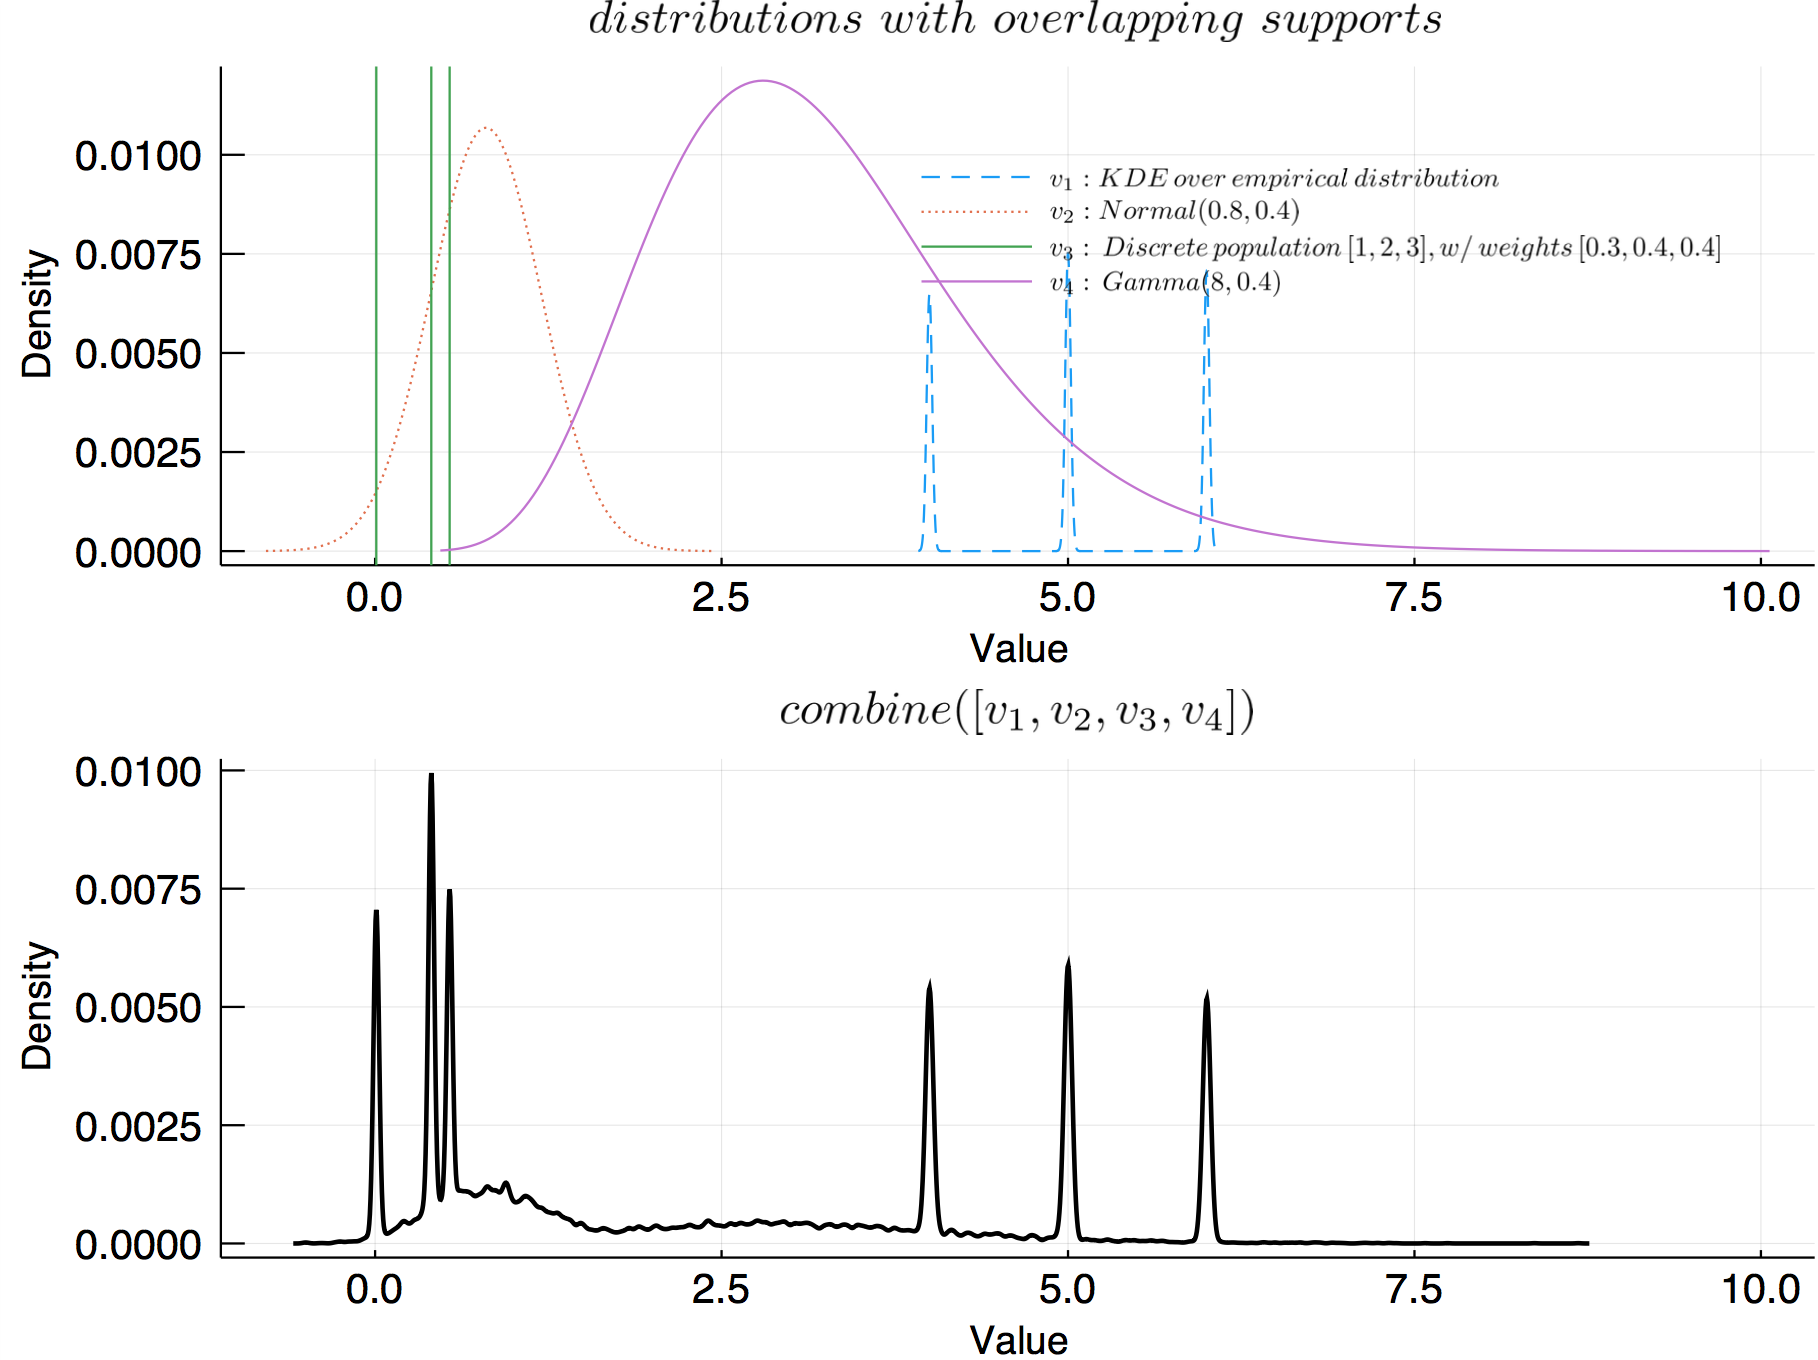 distributions with overlapping supports
0.0100
0.0075
0.0050
0.0025
0.0000
Density
v₁ : KDE over empirical distribution
v₂ : Normal(0.8, 0.4)
v₃ : Discrete population [1, 2, 3], w/ weights [0.3, 0.4, 0.4]
v₄ : Gamma(8, 0.4)
0.0 2.5 5.0 7.5 10.0
Value
combine([v₁, v₂, v₃, v₄])
0.0100
0.0075
0.0050
0.0025
0.0000
Density
0.0 2.5 5.0 7.5 10.0
Value